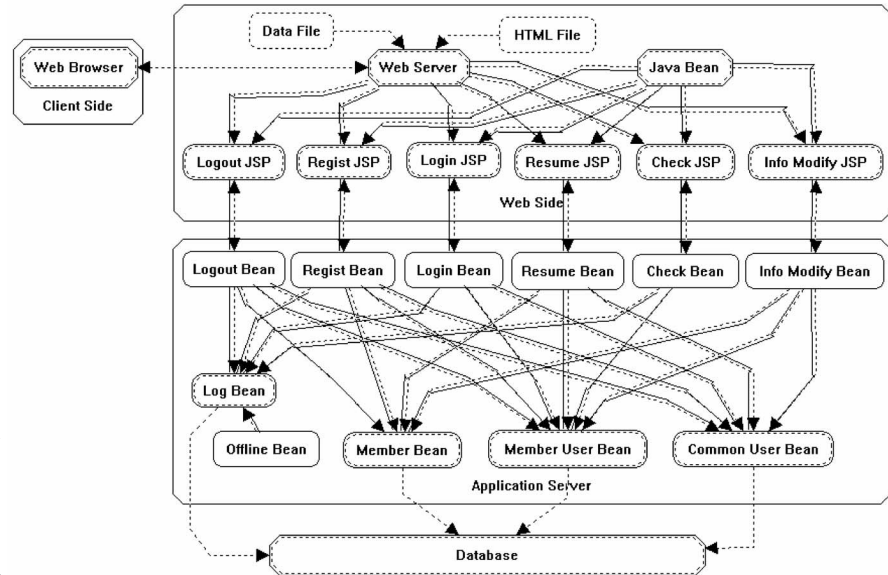 Data File
HTML File
Web Browser
Web Server
Java Bean
Client Side
Logout JSP
Regist JSP
Login JSP
Resume JSP
Check JSP
Info Modify JSP
Web Side
Logout Bean
Regist Bean
Login Bean
Resume Bean
Check Bean
Info Modify Bean
Log Bean
Offline Bean
Member Bean
Member User Bean
Common User Bean
Application Server
Database